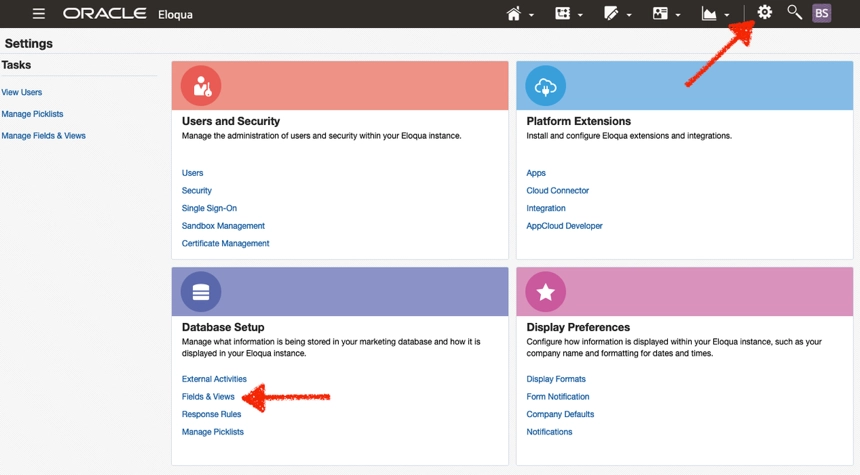 ORACLE Eloqua
BS
Settings
Tasks
View Users
Manage Picklists
Manage Fields & Views
Users and Security
Manage the administration of users and security within your Eloqua instance.
Users
Security
Single Sign-On
Sandbox Management
Certificate Management
Platform Extensions
Install and configure Eloqua extensions and integrations.
Apps
Cloud Connector
Integration
AppCloud Developer
Database Setup
Manage what information is being stored in your marketing database and how it is
displayed in your Eloqua instance.
External Activities
Fields & Views
Response Rules
Manage Picklists
Display Preferences
Configure how information is displayed within your Eloqua instance, such as your
company name and formatting for dates and times.
Display Formats
Form Notification
Company Defaults
Notifications